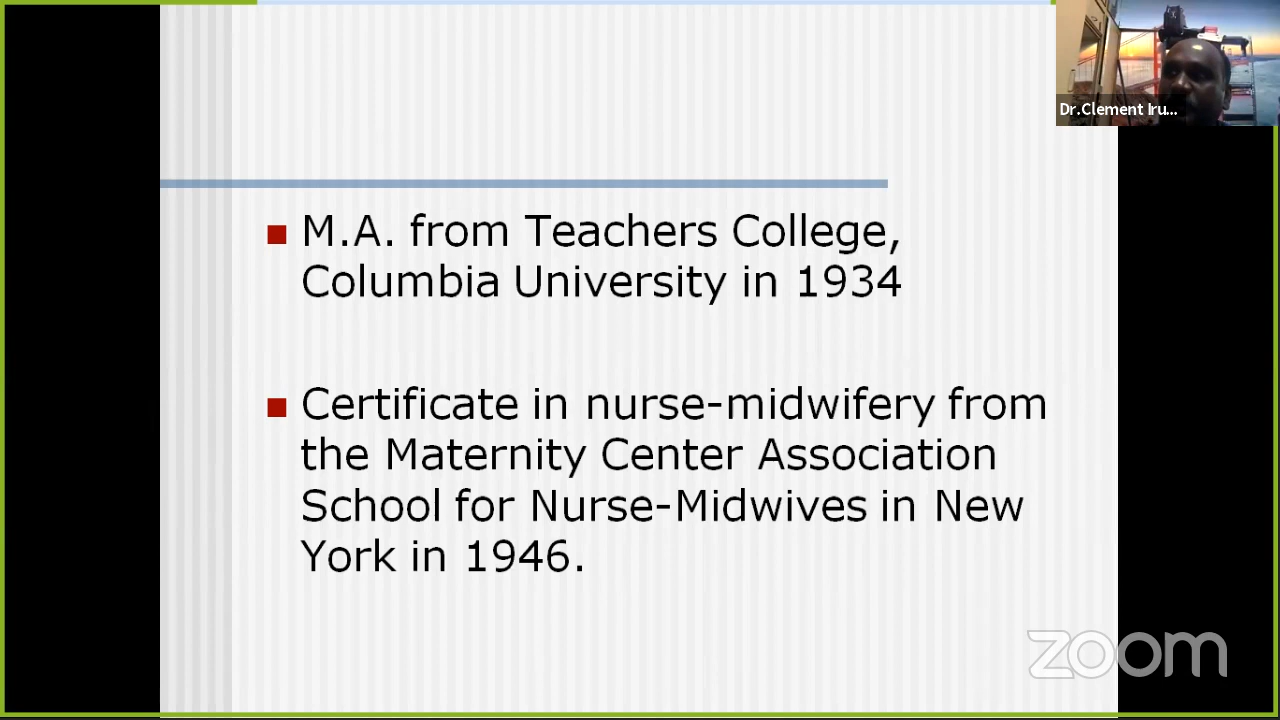 Dr.Clement Iru...
M.A. from Teachers College,
Columbia University in 1934
Certificate in nurse-midwifery from
the Maternity Center Association
School for Nurse-Midwives in New
York in 1946.
zoom